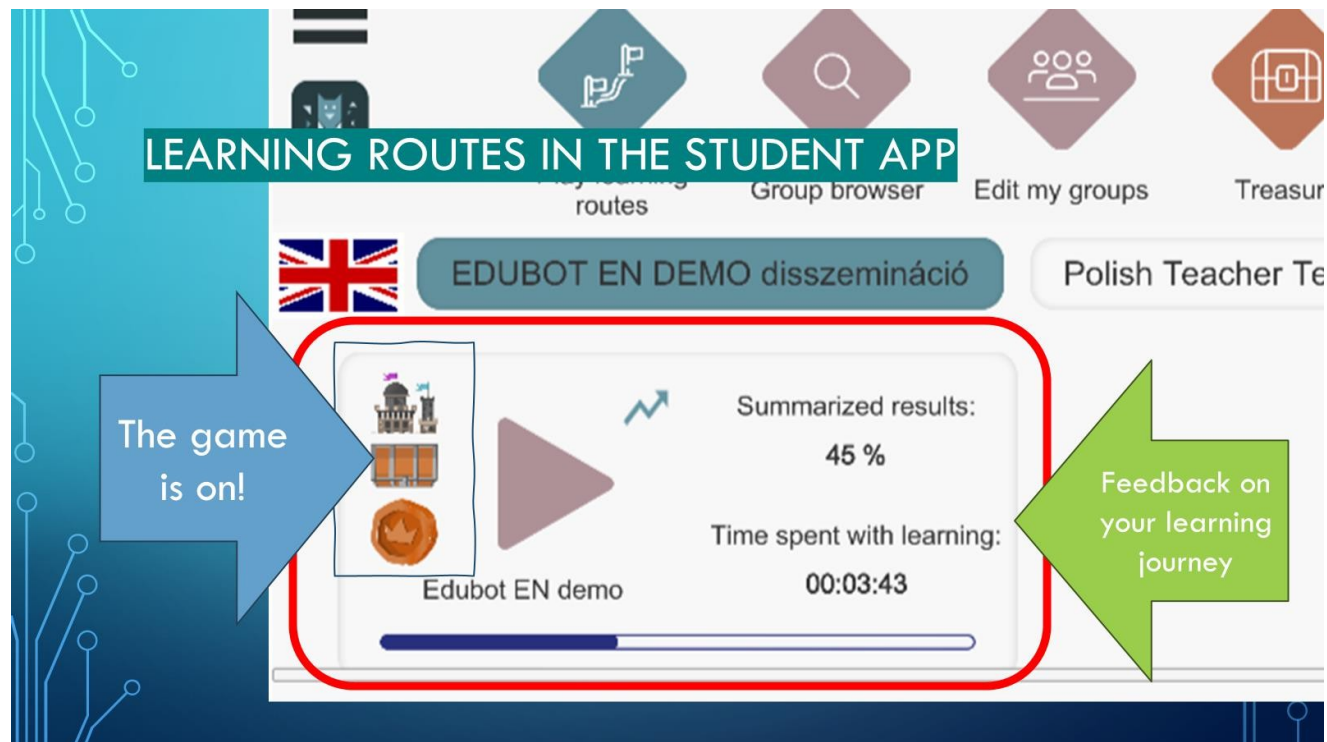 LEARNING ROUTES IN THE STUDENT APP
routes
Group browser
Edit my groups
EDUBOT EN DEMO disszemináció
Polish Teacher
The game
is on!
Summarized results:
45 %
Time spent with learning:
00:03:43
Edubot EN demo
Feedback on
your learning
journey